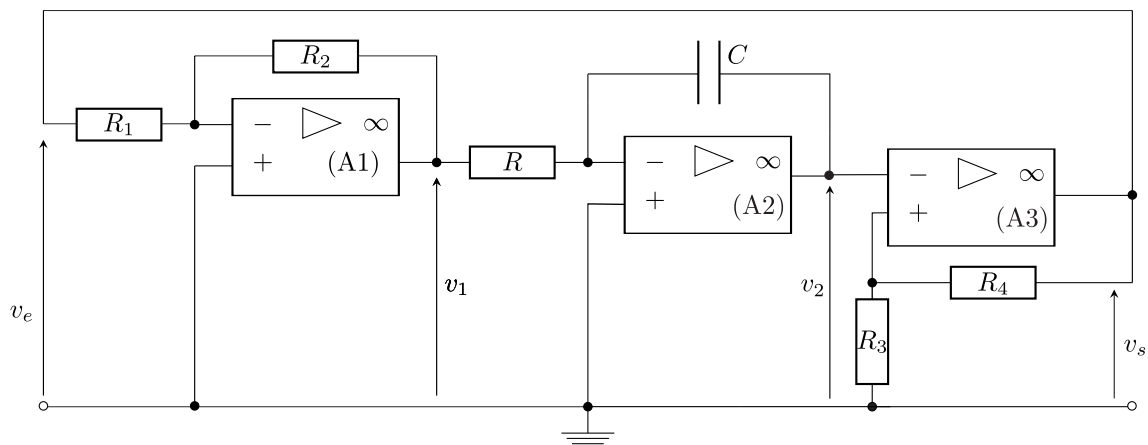 C
R₂
R₁
− ▷ ∞
+ (A1)
R
− ▷ ∞
+ (A2)
− ▷ ∞
+ (A3)
v₁
v₂
R₄
vₑ
R₃
vₛ